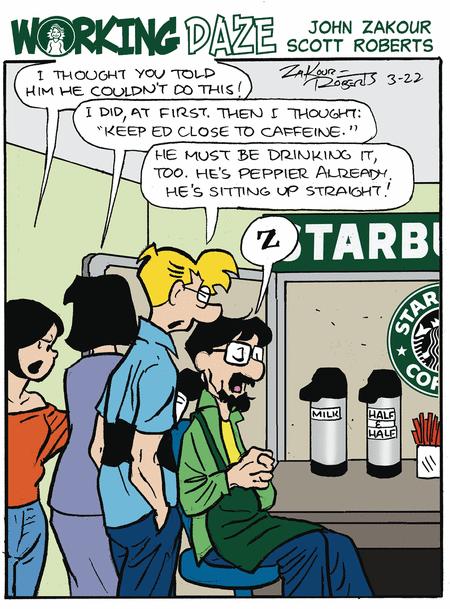 WORKING DAZE
JOHN ZAKOUR
SCOTT ROBERTS
I THOUGHT YOU TOLD
HIM HE COULDN'T DO THIS!
ZAKOUR-
ROBERTS 3-22
I DID, AT FIRST. THEN I THOUGHT:
"KEEP ED CLOSE TO CAFFEINE."
HE MUST BE DRINKING IT,
TOO. HE'S PEPPIER ALREADY.
HE'S SITTING UP STRAIGHT!
Z
STARBU
STAR
COF
MILK
HALF
&
HALF